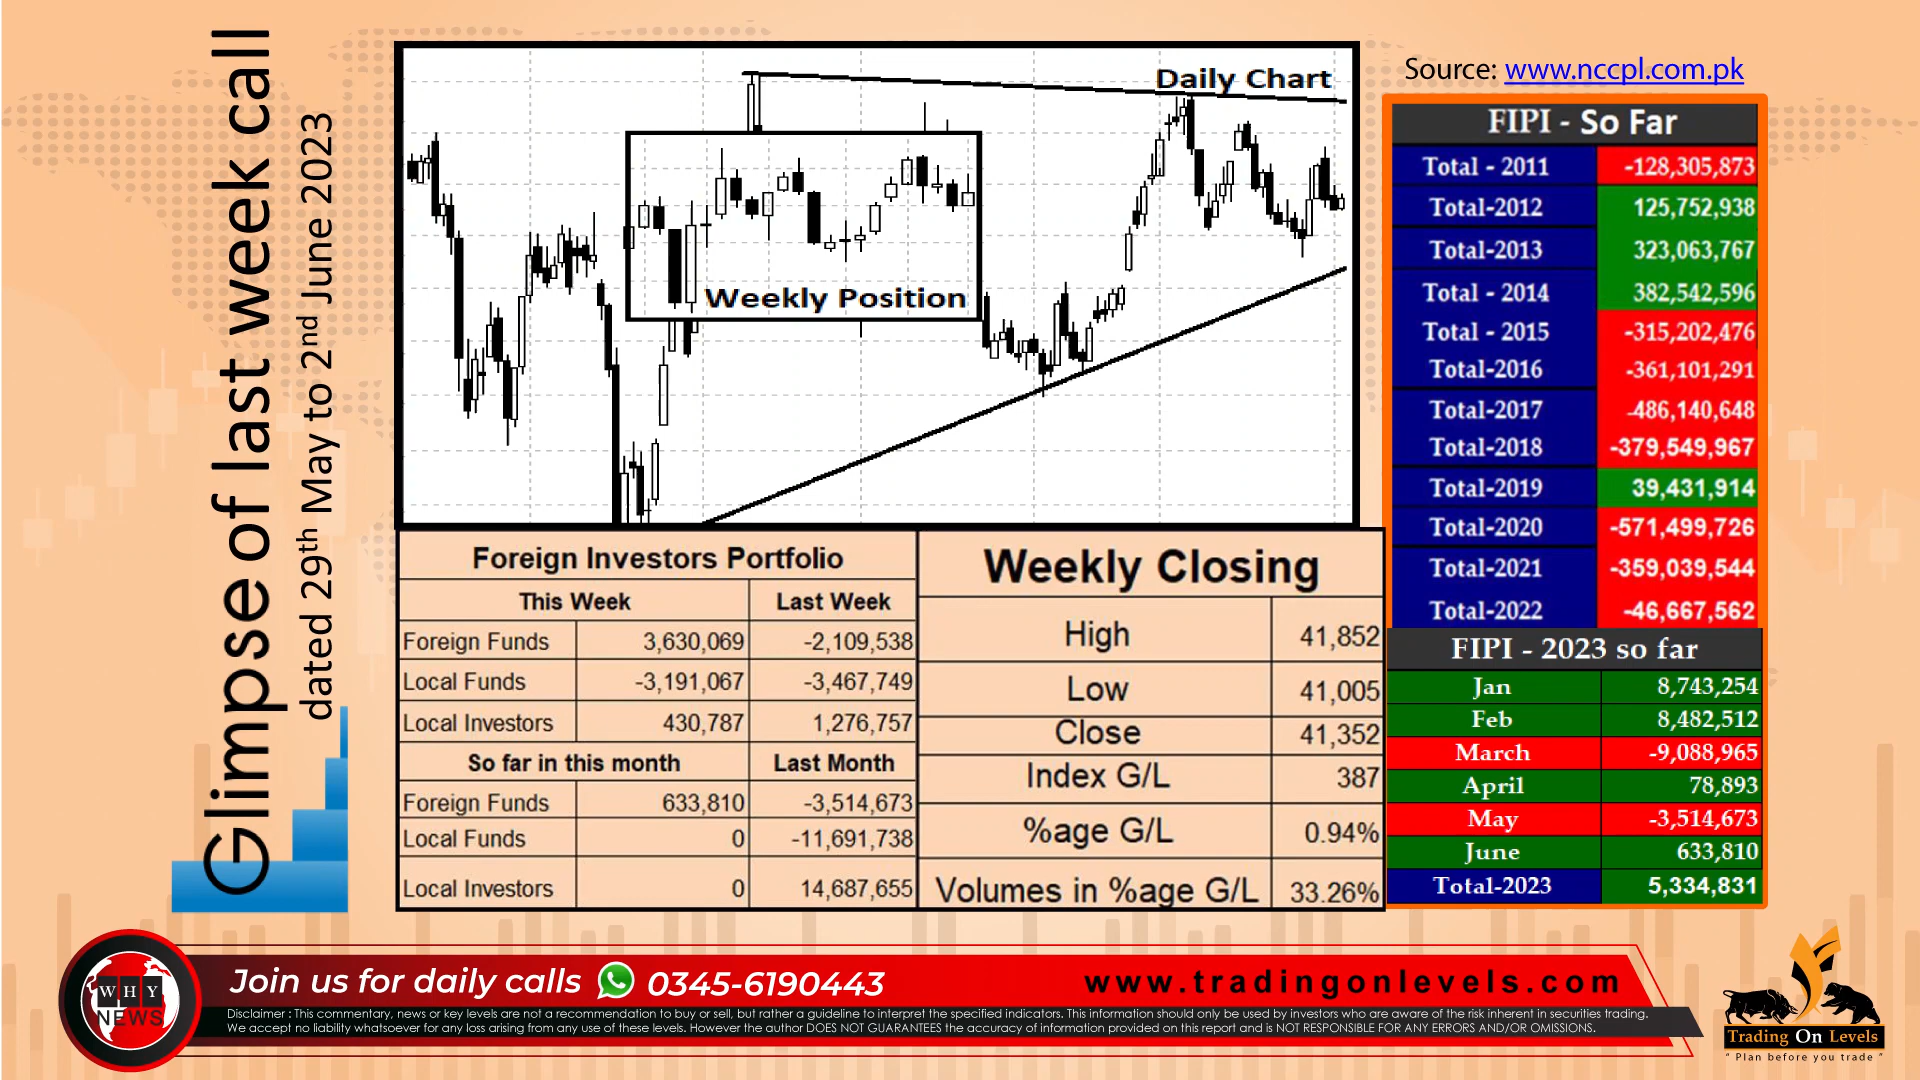 Glimpse of last week call
dated 29th May to 2nd June 2023
Daily Chart
Weekly Position
Source: www.nccpl.com.pk
FIPI - So Far
Total - 2011 -128,305,873
Total-2012 125,752,938
Total-2013 323,063,767
Total - 2014 382,542,596
Total - 2015 -315,202,476
Total-2016 -361,101,291
Total-2017 -486,140,648
Total-2018 -379,549,967
Total-2019 39,431,914
Total-2020 -571,499,726
Total-2021 -359,039,544
Total-2022 -46,667,562
FIPI - 2023 so far
Jan 8,743,254
Feb 8,482,512
March -9,088,965
April 78,893
May -3,514,673
June 633,810
Total-2023 5,334,831
Foreign Investors Portfolio
This Week Last Week
Foreign Funds 3,630,069 -2,109,538
Local Funds -3,191,067 -3,467,749
Local Investors 430,787 1,276,757
So far in this month Last Month
Foreign Funds 633,810 -3,514,673
Local Funds 0 -11,691,738
Local Investors 0 14,687,655
Weekly Closing
High 41,852
Low 41,005
Close 41,352
Index G/L 387
%age G/L 0.94%
Volumes in %age G/L 33.26%
WHY
NEWS
Join us for daily calls 0345-6190443
www.tradingonlevels.com
Disclaimer : This commentary, news or key levels are not a recommendation to buy or sell, but rather a guideline to interpret the specified indicators. This information should only be used by investors who are aware of the risk inherent in securities trading.
We accept no liability whatsoever for any loss arising from any use of these levels. However the author DOES NOT GUARANTEES the accuracy of information provided on this report and is NOT RESPONSIBLE FOR ANY ERRORS AND/OR OMISSIONS.
Trading On Levels
" Plan before you trade "